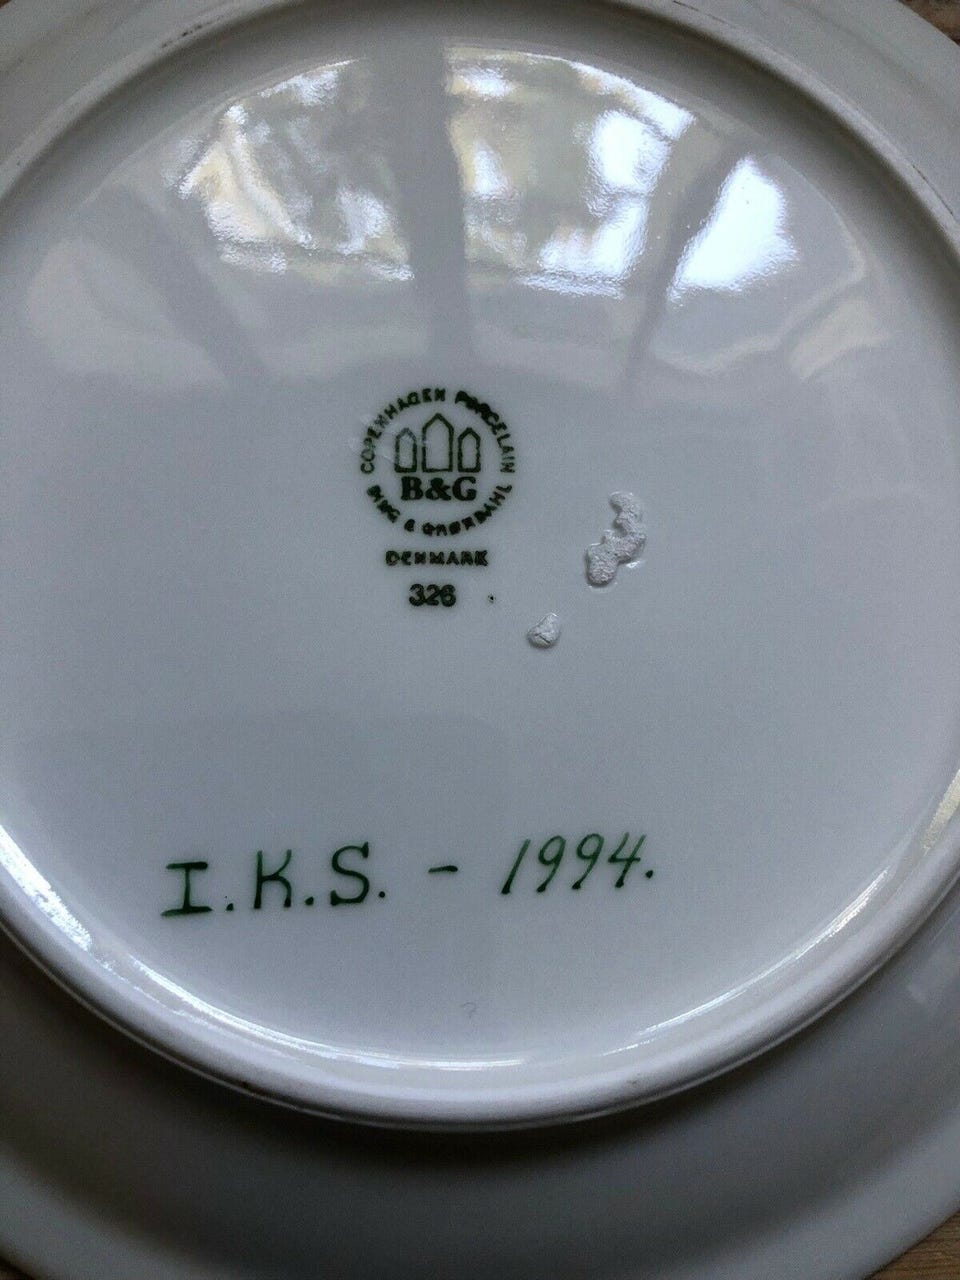 COPENHAGEN PORCELAIN
B&G
BING & GRØNDAHL
DENMARK
326
I.K.S. - 1994.